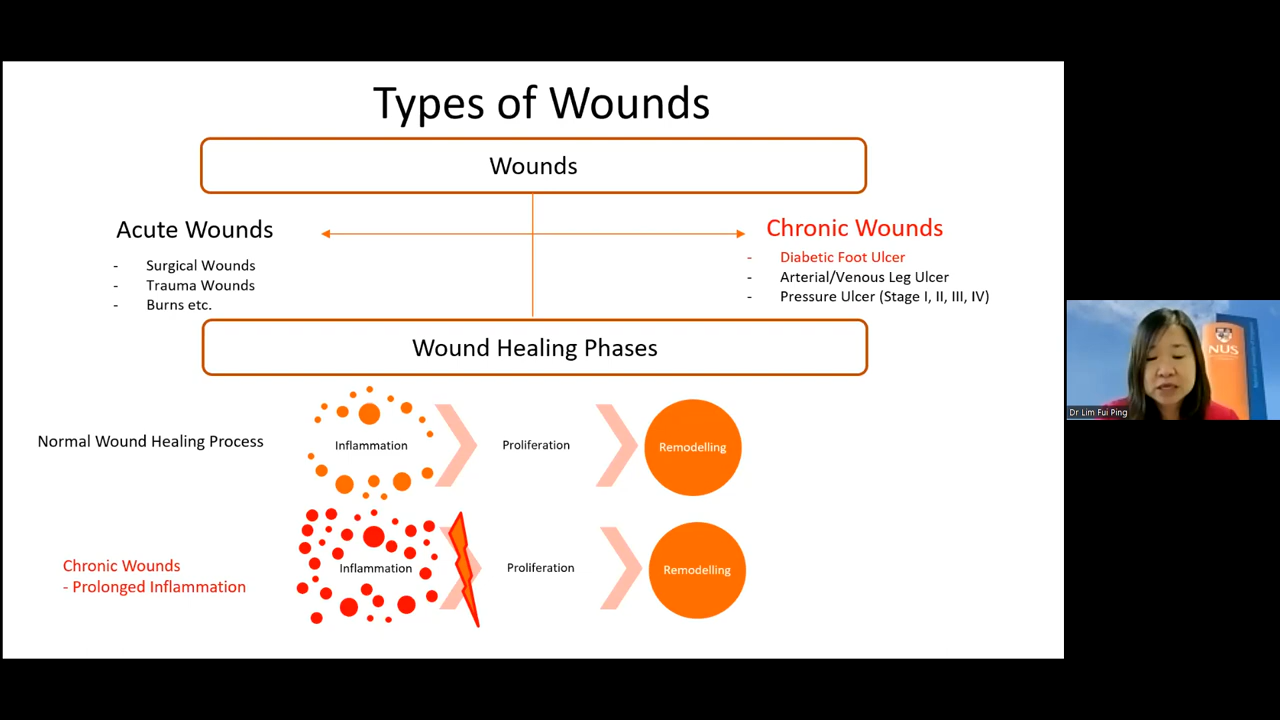 Types of Wounds
Wounds
Acute Wounds
- Surgical Wounds
- Trauma Wounds
- Burns etc.
Chronic Wounds
- Diabetic Foot Ulcer
- Arterial/Venous Leg Ulcer
- Pressure Ulcer (Stage I, II, III, IV)
Wound Healing Phases
Normal Wound Healing Process
Inflammation
Proliferation
Remodelling
Chronic Wounds
- Prolonged Inflammation
Inflammation
Proliferation
Remodelling
NUS
Dr Lim Fui Ping